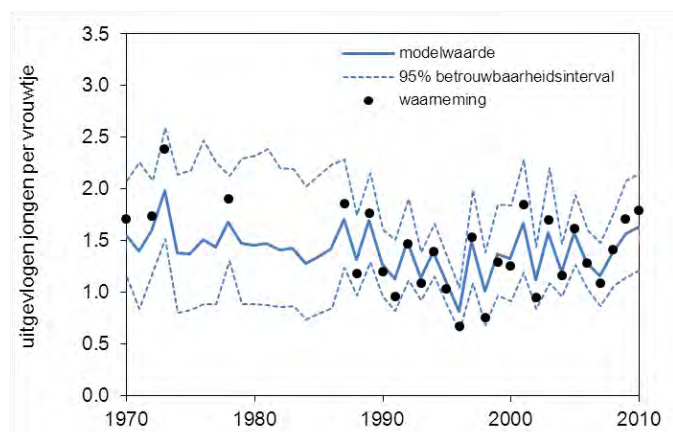 uitgevlogen jongen per vrouwtje
3.5
3.0
2.5
2.0
1.5
1.0
0.5
0.0
modelwaarde
95% betrouwbaarheidsinterval
waarneming
1970 1980 1990 2000 2010